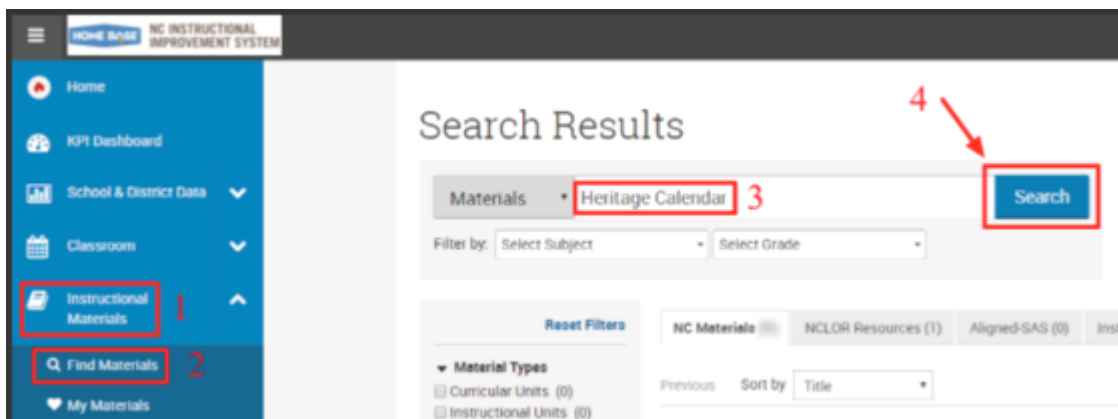 HOME BASE
NC INSTRUCTIONAL
IMPROVEMENT SYSTEM
Home
KPI Dashboard
School & District Data
Classroom
Instructional
Materials
1
Find Materials
2
My Materials
4
Search Results
Materials
Heritage Calendar
3
Search
Filter by:
Select Subject
Select Grade
Reset Filters
Material Types
Curricular Units (0)
Instructional Units (0)
NC Materials
NCLOR Resources (1)
Aligned-SAS (0)
Previous
Sort by
Title